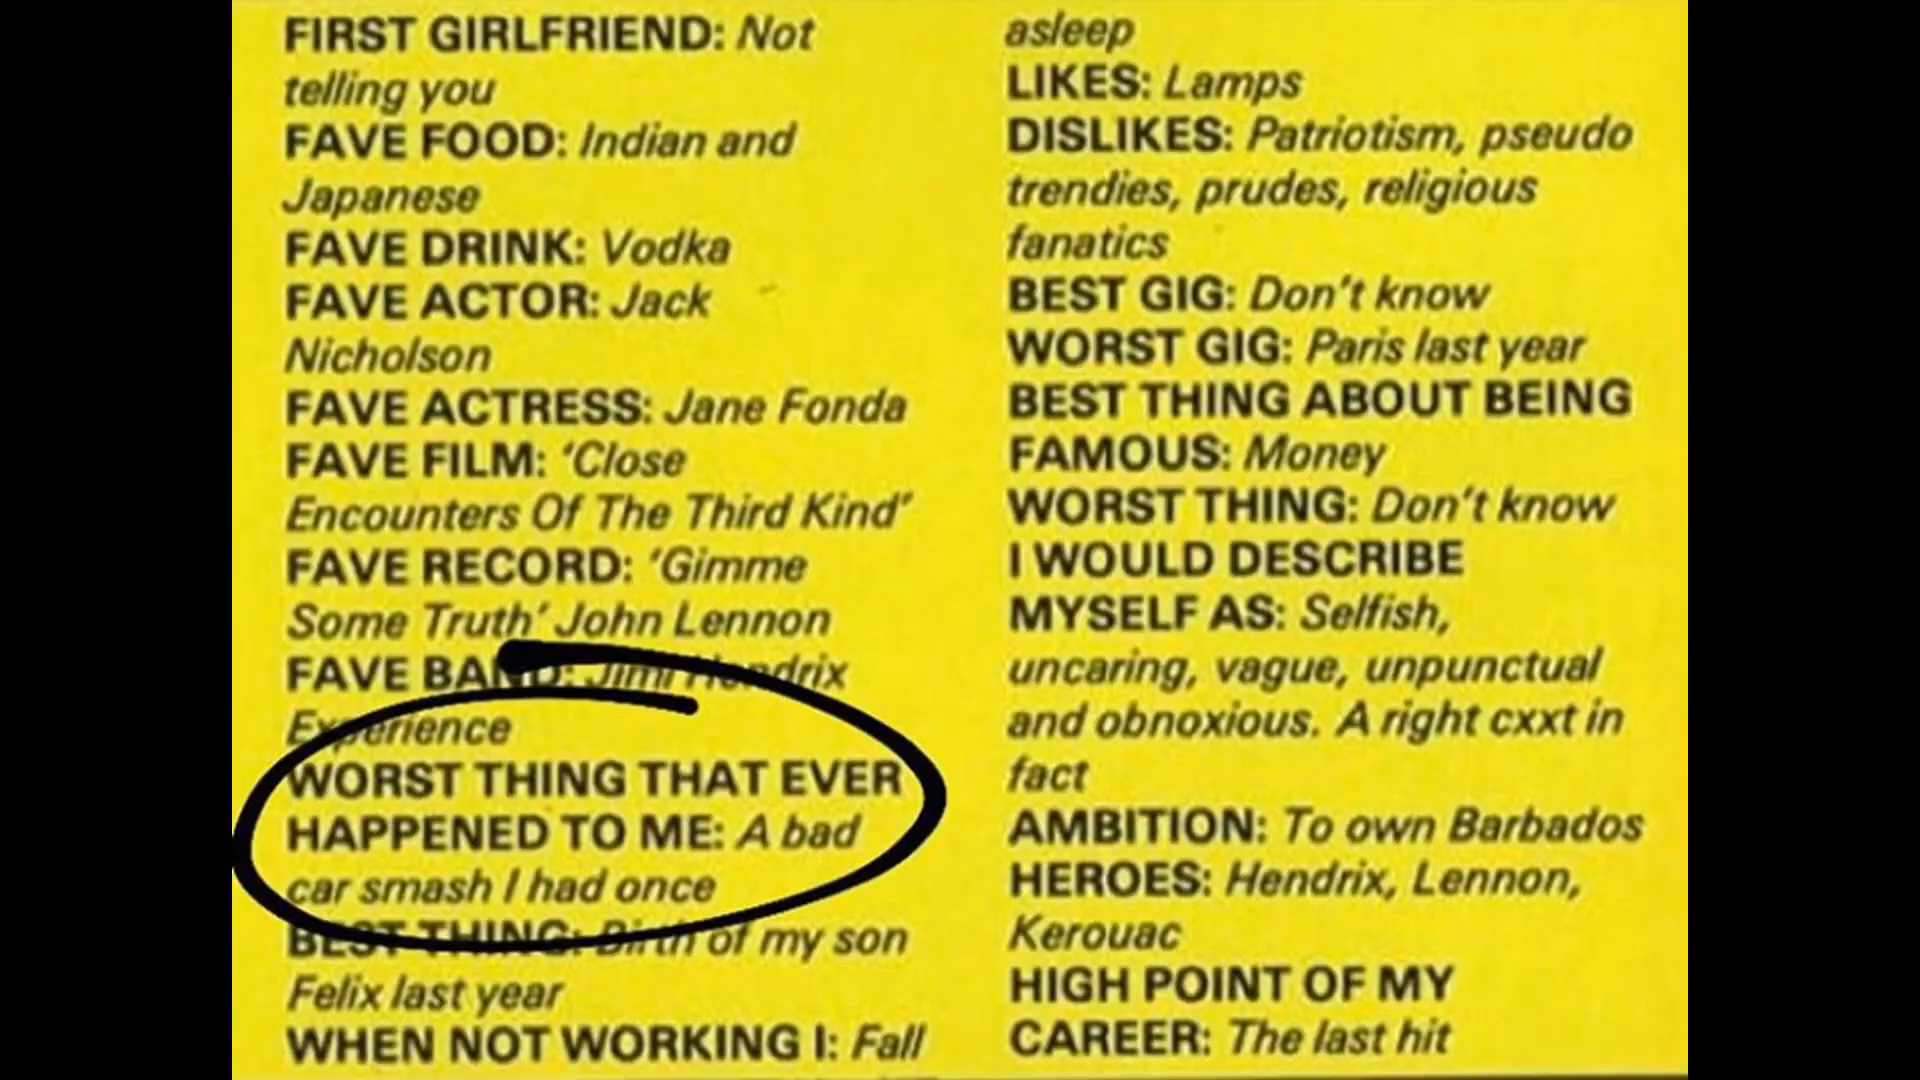 FIRST GIRLFRIEND: Not
telling you
FAVE FOOD: Indian and
Japanese
FAVE DRINK: Vodka
FAVE ACTOR: Jack
Nicholson
FAVE ACTRESS: Jane Fonda
FAVE FILM: 'Close
Encounters Of The Third Kind'
FAVE RECORD: 'Gimme
Some Truth' John Lennon
FAVE BAND: Jimi Hendrix
Experience
WORST THING THAT EVER
HAPPENED TO ME: A bad
car smash I had once
BEST THING: Birth of my son
Felix last year
WHEN NOT WORKING I: Fall
asleep
LIKES: Lamps
DISLIKES: Patriotism, pseudo
trendies, prudes, religious
fanatics
BEST GIG: Don't know
WORST GIG: Paris last year
BEST THING ABOUT BEING
FAMOUS: Money
WORST THING: Don't know
I WOULD DESCRIBE
MYSELF AS: Selfish,
uncaring, vague, unpunctual
and obnoxious. A right cxxt in
fact
AMBITION: To own Barbados
HEROES: Hendrix, Lennon,
Kerouac
HIGH POINT OF MY
CAREER: The last hit